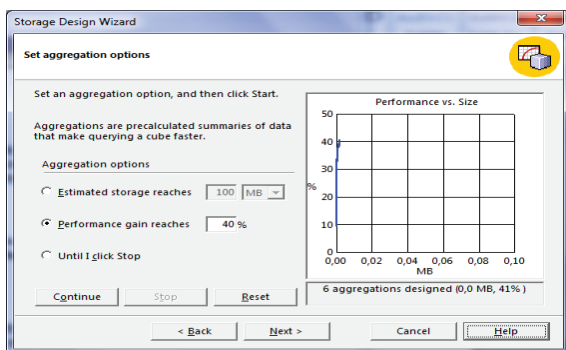 Storage Design Wizard
Set aggregation options
Set an aggregation option, and then click Start.
Aggregations are precalculated summaries of data
that make querying a cube faster.
Aggregation options
Estimated storage reaches 100 MB
Performance gain reaches 40 %
Until I click Stop
Continue Stop Reset
Performance vs. Size
50
40
30
%
20
10
0
0,00 0,02 0,04 0,06 0,08 0,10
MB
6 aggregations designed (0,0 MB, 41% )
< Back Next > Cancel Help